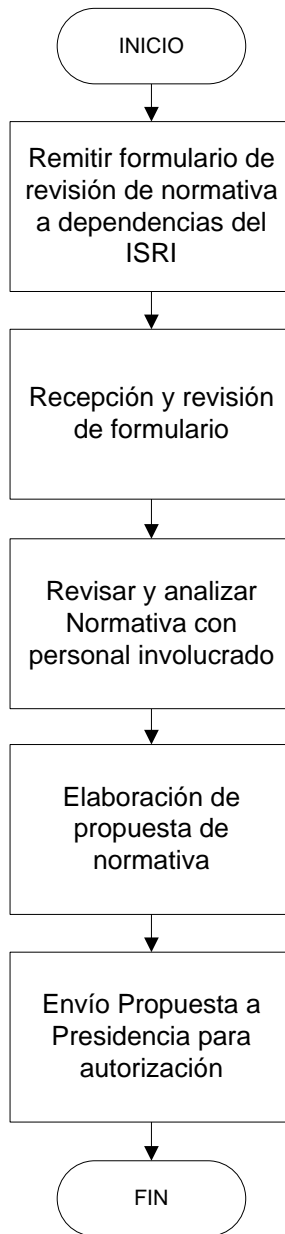 INICIO
Remitir formulario de
revisión de normativa
a dependencias del
ISRI
Recepción y revisión
de formulario
Revisar y analizar
Normativa con
personal involucrado
Elaboración de
propuesta de
normativa
Envío Propuesta a
Presidencia para
autorización
FIN